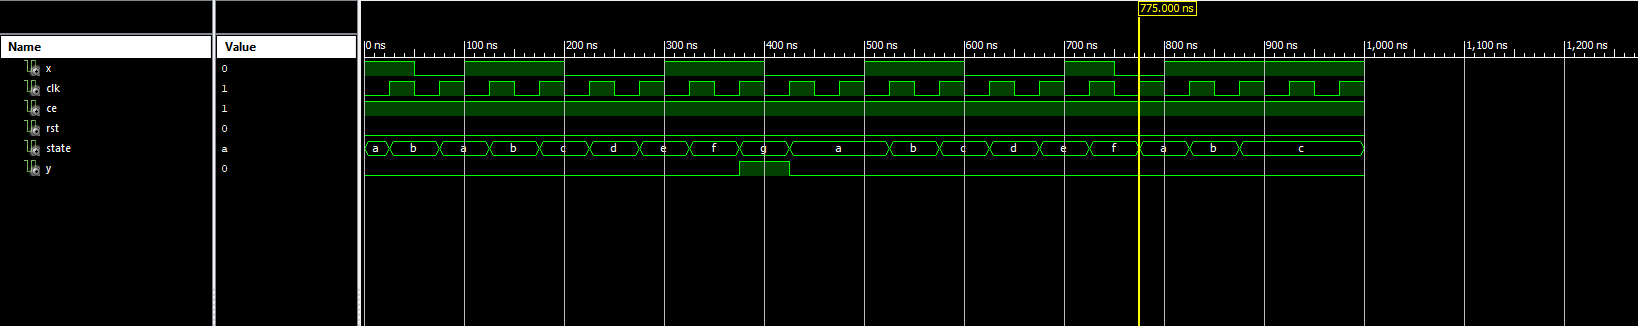 775.000 ns
Name Value 0 ns 100 ns 200 ns 300 ns 400 ns 500 ns 600 ns 700 ns 800 ns 900 ns 1,000 ns 1,100 ns 1,200 ns
x 0
clk 1
ce 1
rst 0
state a a b a b c d e f g a b c d e f a b c
y 0